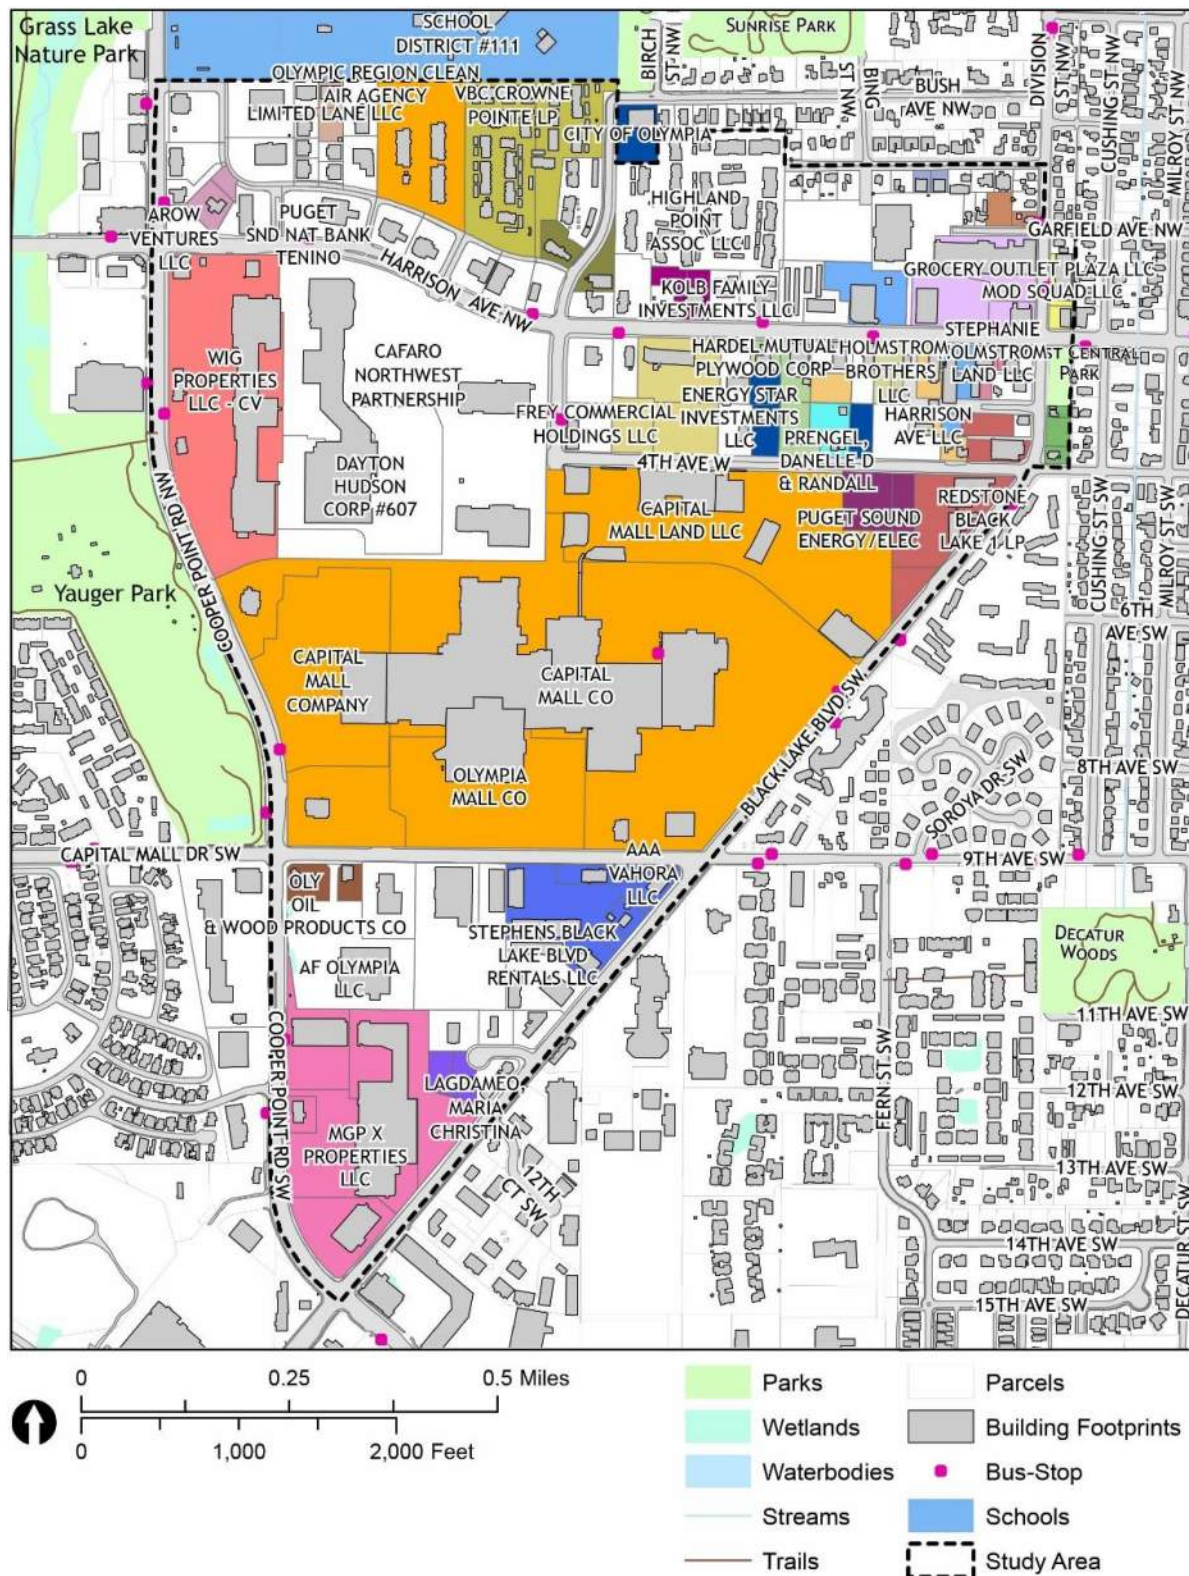 Grass Lake
Nature Park
SCHOOL
DISTRICT #111
SUNRISE PARK
BIRCH
ST NW
ST NW
BING
BUSH
AVE NW
DIVISION
ST NW
CUSHING ST NW
MILROY ST NW
OLYMPIC REGION CLEAN
AIR AGENCY
LIMITED LANE LLC
VBC CROWNE
POINTE LP
CITY OF OLYMPIA
AROW
VENTURES
LLC
PUGET
SND NAT BANK
TENINO
HARRISON AVE NW
HIGHLAND
POINT
ASSOC LLC
GARFIELD AVE NW
GROCERY OUTLET PLAZA LLC
MOD SQUAD LLC
KOLB FAMILY
INVESTMENTS LLC
STEPHANIE
HOLMSTROM
LAND LLC
ST CENTRAL
PARK
WIG
PROPERTIES
LLC - CV
CAFARO
NORTHWEST
PARTNERSHIP
HARDEL MUTUAL
PLYWOOD CORP
HOLMSTROM
BROTHERS
LLC
ENERGY STAR
INVESTMENTS
LLC
FREY COMMERCIAL
HOLDINGS LLC
HARRISON
AVE LLC
PRENGEL,
DANELLE D
& RANDALL
4TH AVE W
DAYTON
HUDSON
CORP #607
CAPITAL
MALL LAND LLC
PUGET SOUND
ENERGY/ELEC
REDSTONE
BLACK
LAKE 1 LP
COOPER POINT RD NW
Yauger Park
CUSHING ST SW
MILROY ST SW
6TH
AVE SW
CAPITAL
MALL
COMPANY
CAPITAL
MALL CO
OLYMPIA
MALL CO
BLACK LAKE BLVD SW
8TH AVE SW
SOROYA DR SW
CAPITAL MALL DR SW
9TH AVE SW
AAA
VAHORA
LLC
OLY
OIL
& WOOD PRODUCTS CO
STEPHENS BLACK
LAKE BLVD
RENTALS LLC
AF OLYMPIA
LLC
DECATUR
WOODS
11TH AVE SW
COOPER POINT RD SW
FERN ST SW
LAGDAMEO
MARIA
CHRISTINA
MGP X
PROPERTIES
LLC
12TH
CT SW
12TH AVE SW
13TH AVE SW
14TH AVE SW
15TH AVE SW
DECATUR ST SW
0 0.25 0.5 Miles
0 1,000 2,000 Feet
Parks
Wetlands
Waterbodies
Streams
Trails
Parcels
Building Footprints
Bus-Stop
Schools
Study Area